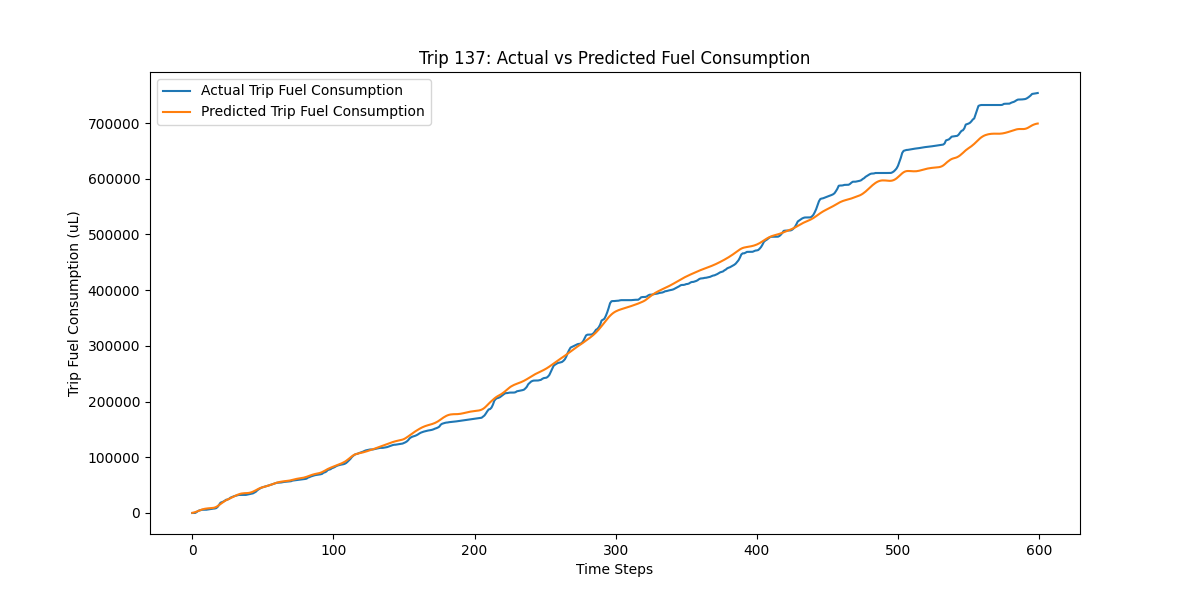 Trip 137: Actual vs Predicted Fuel Consumption
Actual Trip Fuel Consumption
Predicted Trip Fuel Consumption
Trip Fuel Consumption (uL)
700000
600000
500000
400000
300000
200000
100000
0
0 100 200 300 400 500 600
Time Steps